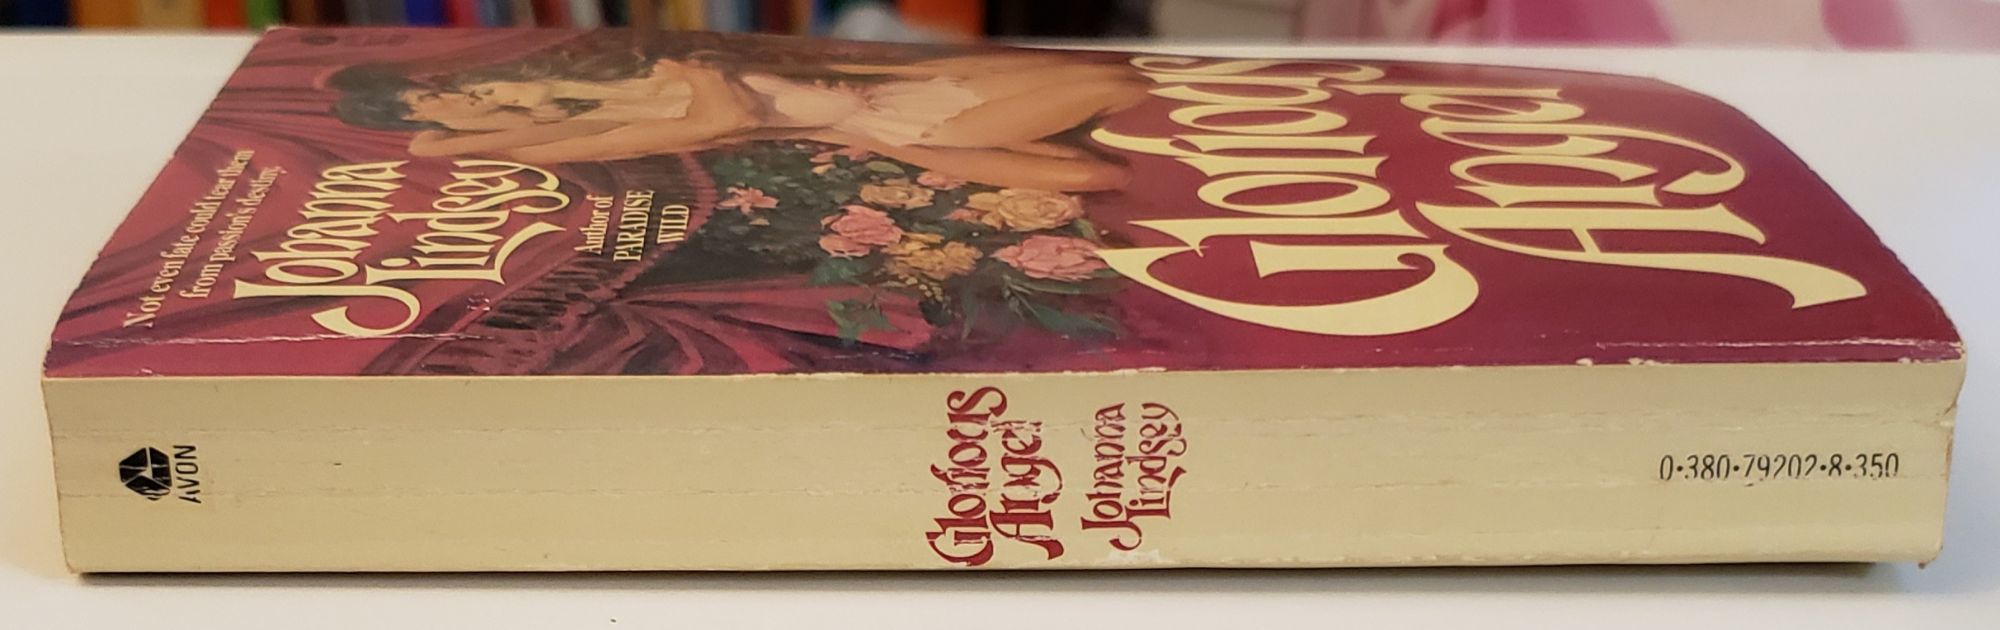 Not even fate could tear them
from passion's destiny.
Johanna
Lindsey
Author of
PARADISE
WILD
Glorious
Angel
AVON
Glorious
Angel
Johanna
Lindsey
0·380·79202·8·350